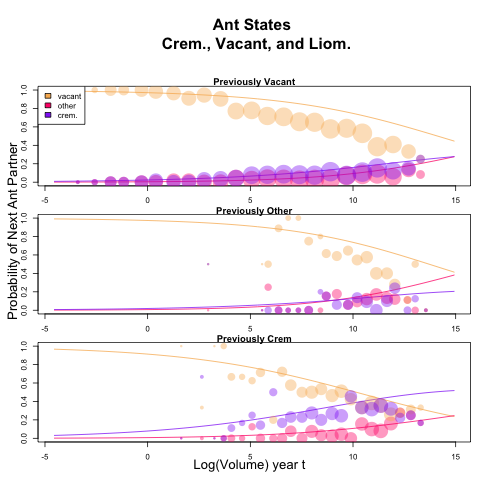 Ant States
Crem., Vacant, and Liom.
Previously Vacant
vacant
other
crem.
0.0 0.2 0.4 0.6 0.8 1.0
-5 0 5 10 15
Previously Other
0.0 0.2 0.4 0.6 0.8 1.0
-5 0 5 10 15
Previously Crem
0.0 0.2 0.4 0.6 0.8 1.0
-5 0 5 10 15
Probability of Next Ant Partner
Log(Volume) year t